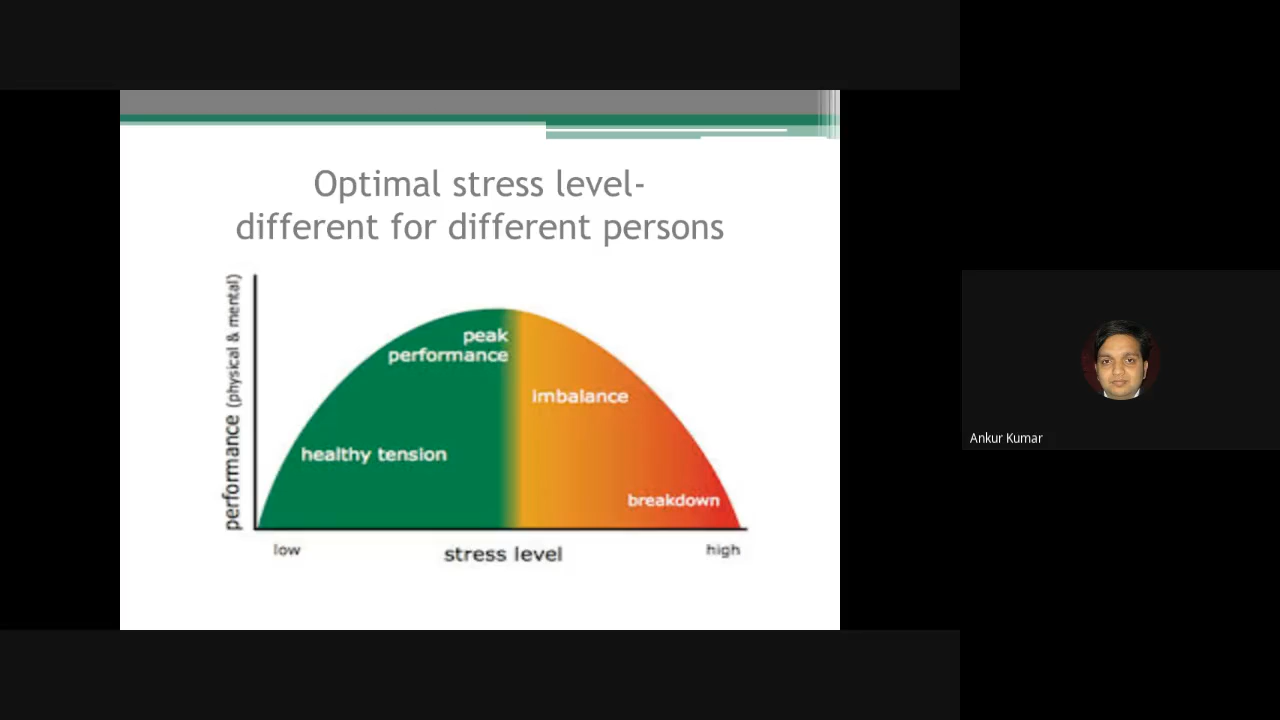 Optimal stress level-
different for different persons
performance (physical & mental)
peak
performance
imbalance
healthy tension
breakdown
low
stress level
high
Ankur Kumar